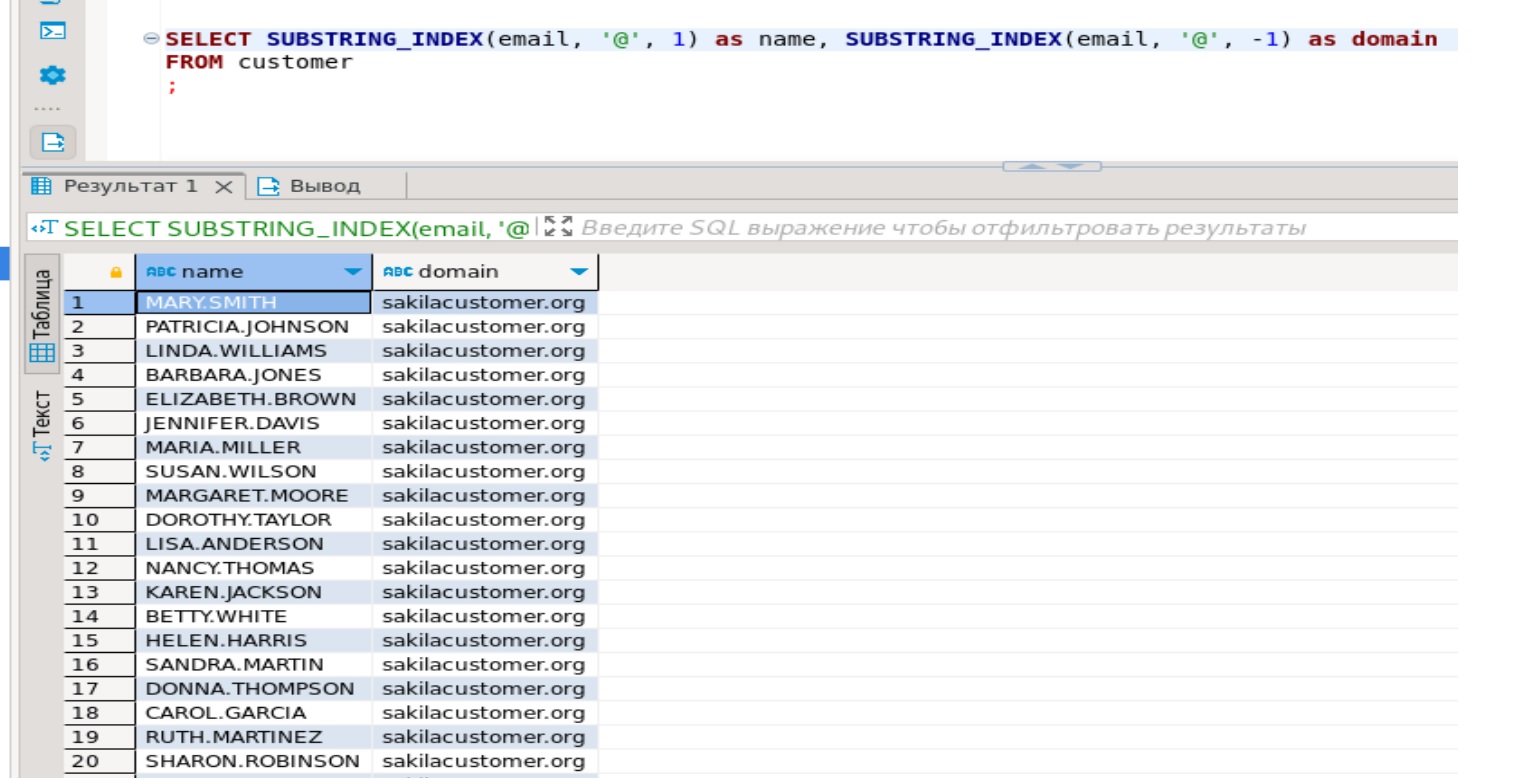 SELECT SUBSTRING_INDEX(email, '@', 1) as name, SUBSTRING_INDEX(email, '@', -1) as domain
FROM customer
;
Результат 1 Вывод
SELECT SUBSTRING_INDEX(email, '@ Введите SQL выражение чтобы отфильтровать результаты
Таблица
Текст
ABC name ABC domain
1 MARY.SMITH sakilacustomer.org
2 PATRICIA.JOHNSON sakilacustomer.org
3 LINDA.WILLIAMS sakilacustomer.org
4 BARBARA.JONES sakilacustomer.org
5 ELIZABETH.BROWN sakilacustomer.org
6 JENNIFER.DAVIS sakilacustomer.org
7 MARIA.MILLER sakilacustomer.org
8 SUSAN.WILSON sakilacustomer.org
9 MARGARET.MOORE sakilacustomer.org
10 DOROTHY.TAYLOR sakilacustomer.org
11 LISA.ANDERSON sakilacustomer.org
12 NANCY.THOMAS sakilacustomer.org
13 KAREN.JACKSON sakilacustomer.org
14 BETTY.WHITE sakilacustomer.org
15 HELEN.HARRIS sakilacustomer.org
16 SANDRA.MARTIN sakilacustomer.org
17 DONNA.THOMPSON sakilacustomer.org
18 CAROL.GARCIA sakilacustomer.org
19 RUTH.MARTINEZ sakilacustomer.org
20 SHARON.ROBINSON sakilacustomer.org